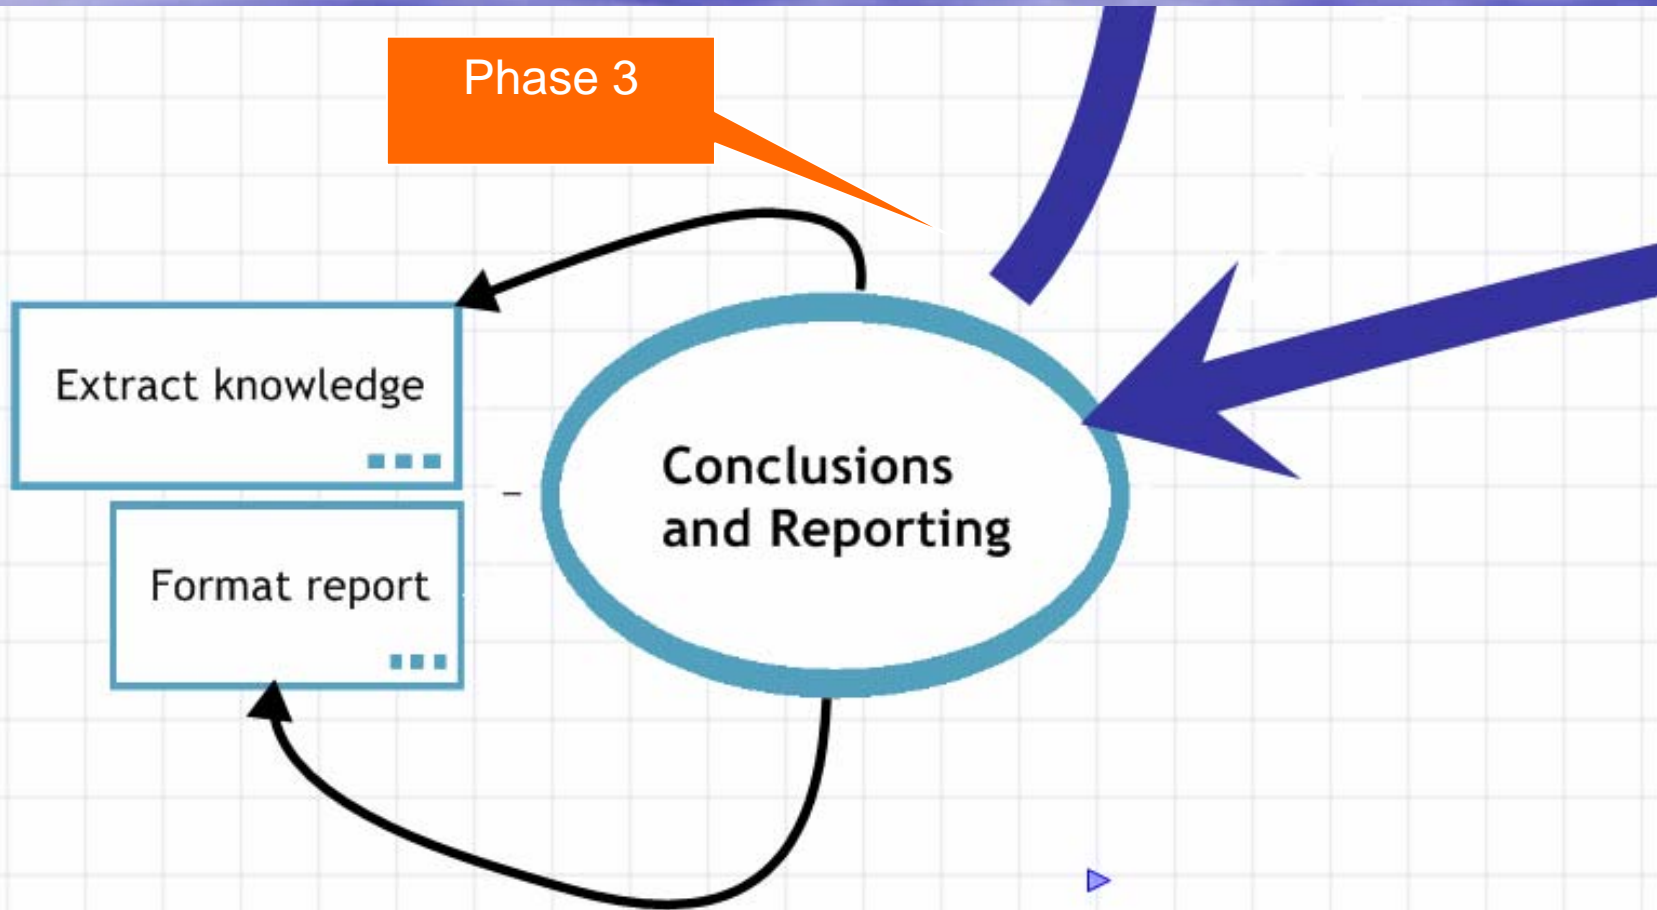 Phase 3
Extract knowledge
Conclusions
and Reporting
Format report